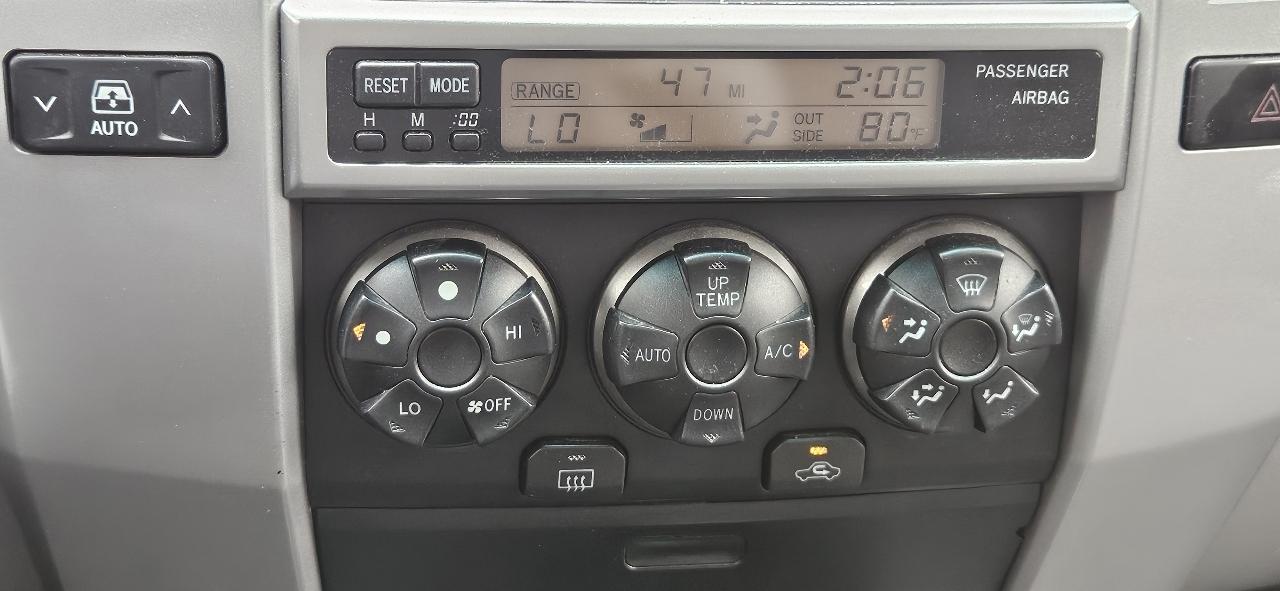 AUTO
RESET MODE
H M :00
RANGE 47 MI 2:06
LO OUT SIDE 80°F
PASSENGER
AIRBAG
HI
LO
OFF
UP
TEMP
AUTO
A/C
DOWN